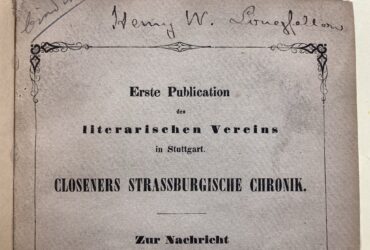 Henry W. Longfellow
Erste Publication
des
literarischen Vereins
in Stuttgart.
CLOSENERS STRASSBURGISCHE CHRONIK.
Zur Nachricht